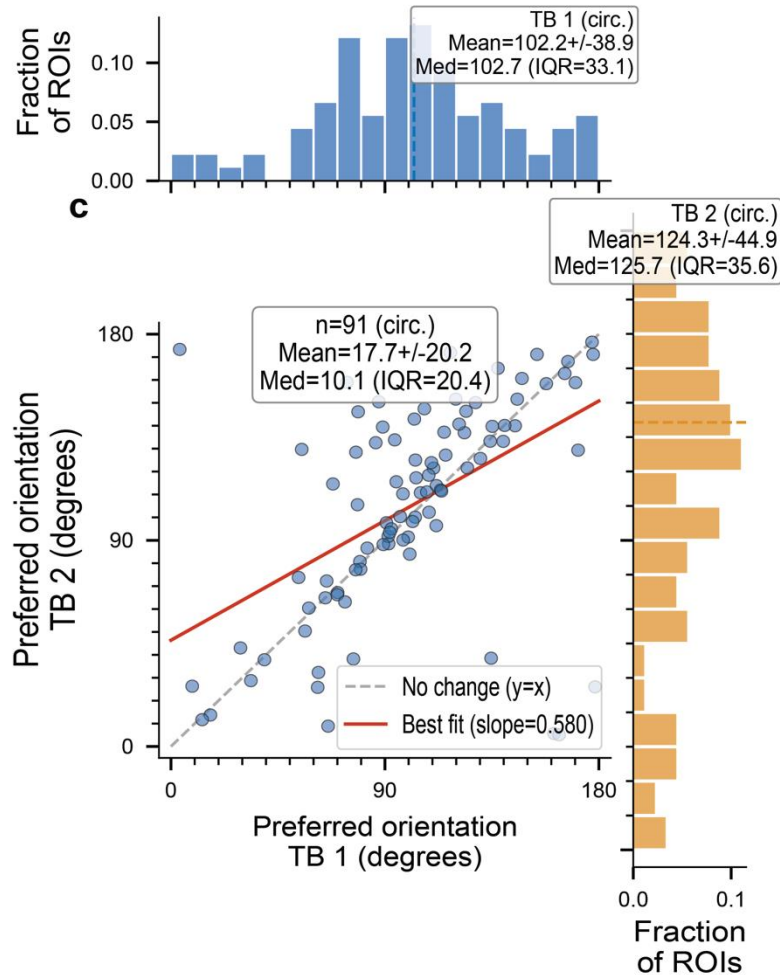 TB 1 (circ.)
Mean=102.2+/-38.9
Med=102.7 (IQR=33.1)
Fraction
of ROIs
0.10
0.05
0.00
c
TB 2 (circ.)
Mean=124.3+/-44.9
Med=125.7 (IQR=35.6)
n=91 (circ.)
Mean=17.7+/-20.2
Med=10.1 (IQR=20.4)
Preferred orientation
TB 2 (degrees)
180
90
0
No change (y=x)
Best fit (slope=0.580)
0
90
180
Preferred orientation
TB 1 (degrees)
0.0
0.1
Fraction
of ROIs